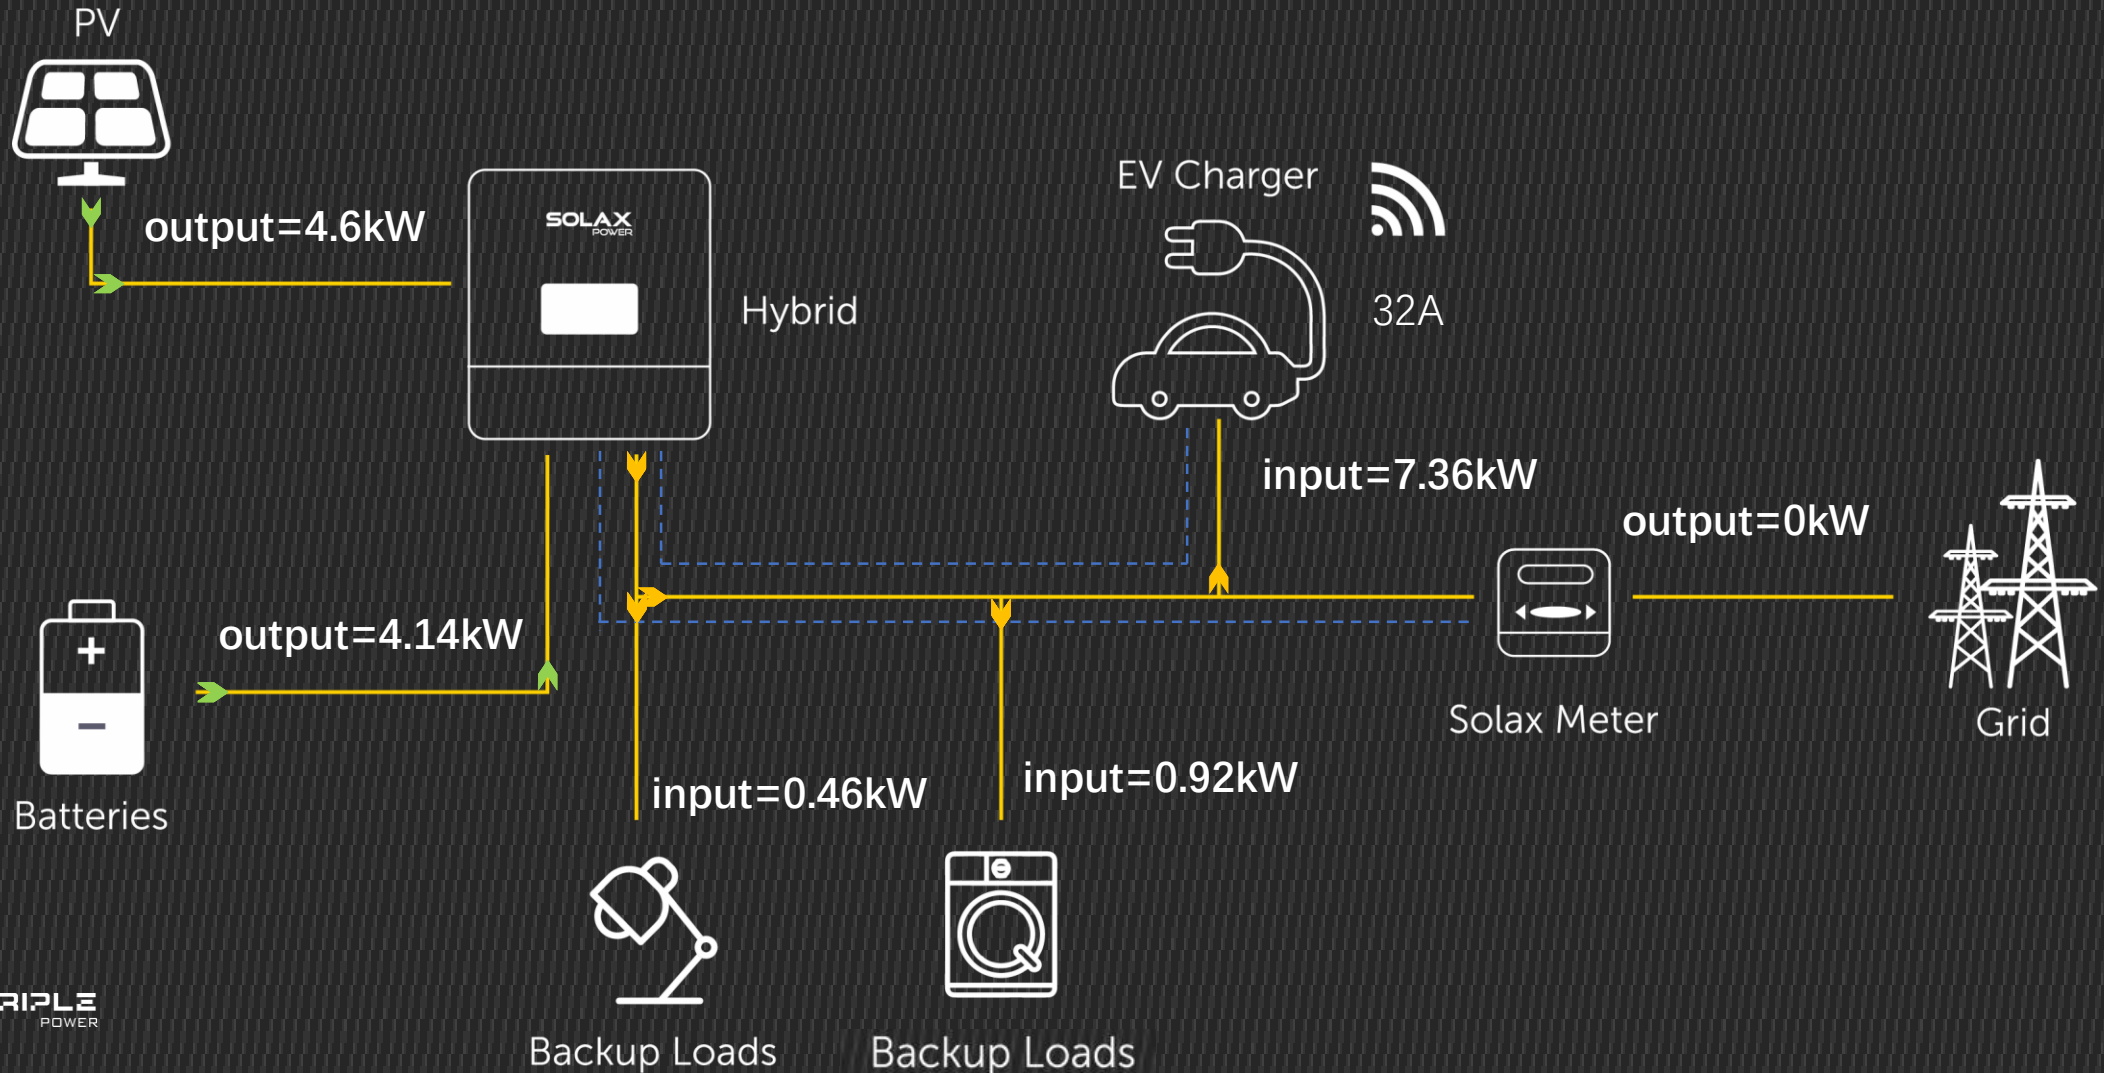 PV
output=4.6kW
SOLAX
POWER
Hybrid
EV Charger
32A
input=7.36kW
output=0kW
output=4.14kW
+
−
Batteries
Solax Meter
Grid
input=0.46kW
input=0.92kW
RIPLE
POWER
Backup Loads
Backup Loads